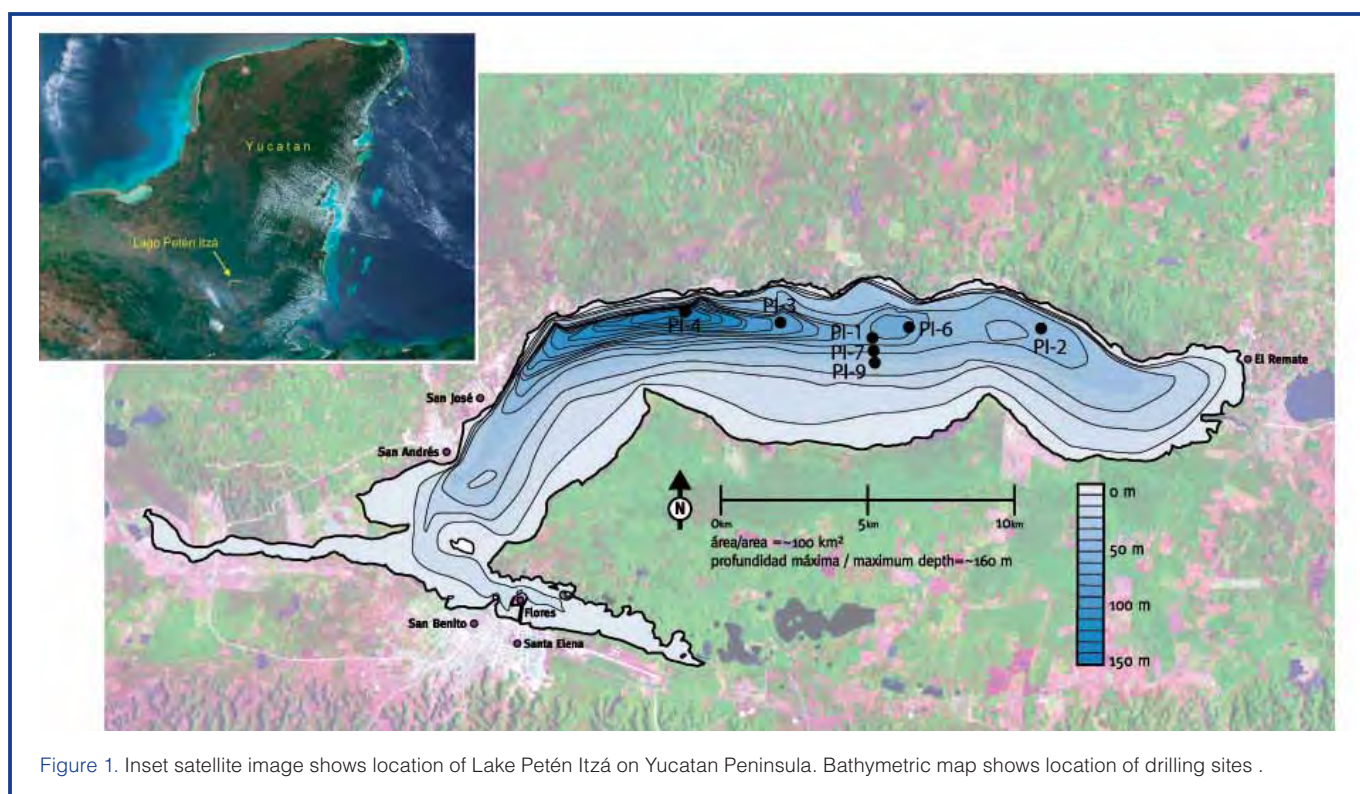 Yucatan
Lago Petén Itzá
PI-4
PI-3
PI-1
PI-6
PI-7
PI-2
PI-9
El Remate
San José
San Andrés
N
0km
5km
10km
área/area =~100 km²
profundidad máxima / maximum depth=~160 m
0 m
50 m
100 m
150 m
Flores
San Benito
Santa Elena
Figure 1. Inset satellite image shows location of Lake Petén Itzá on Yucatan Peninsula. Bathymetric map shows location of drilling sites .